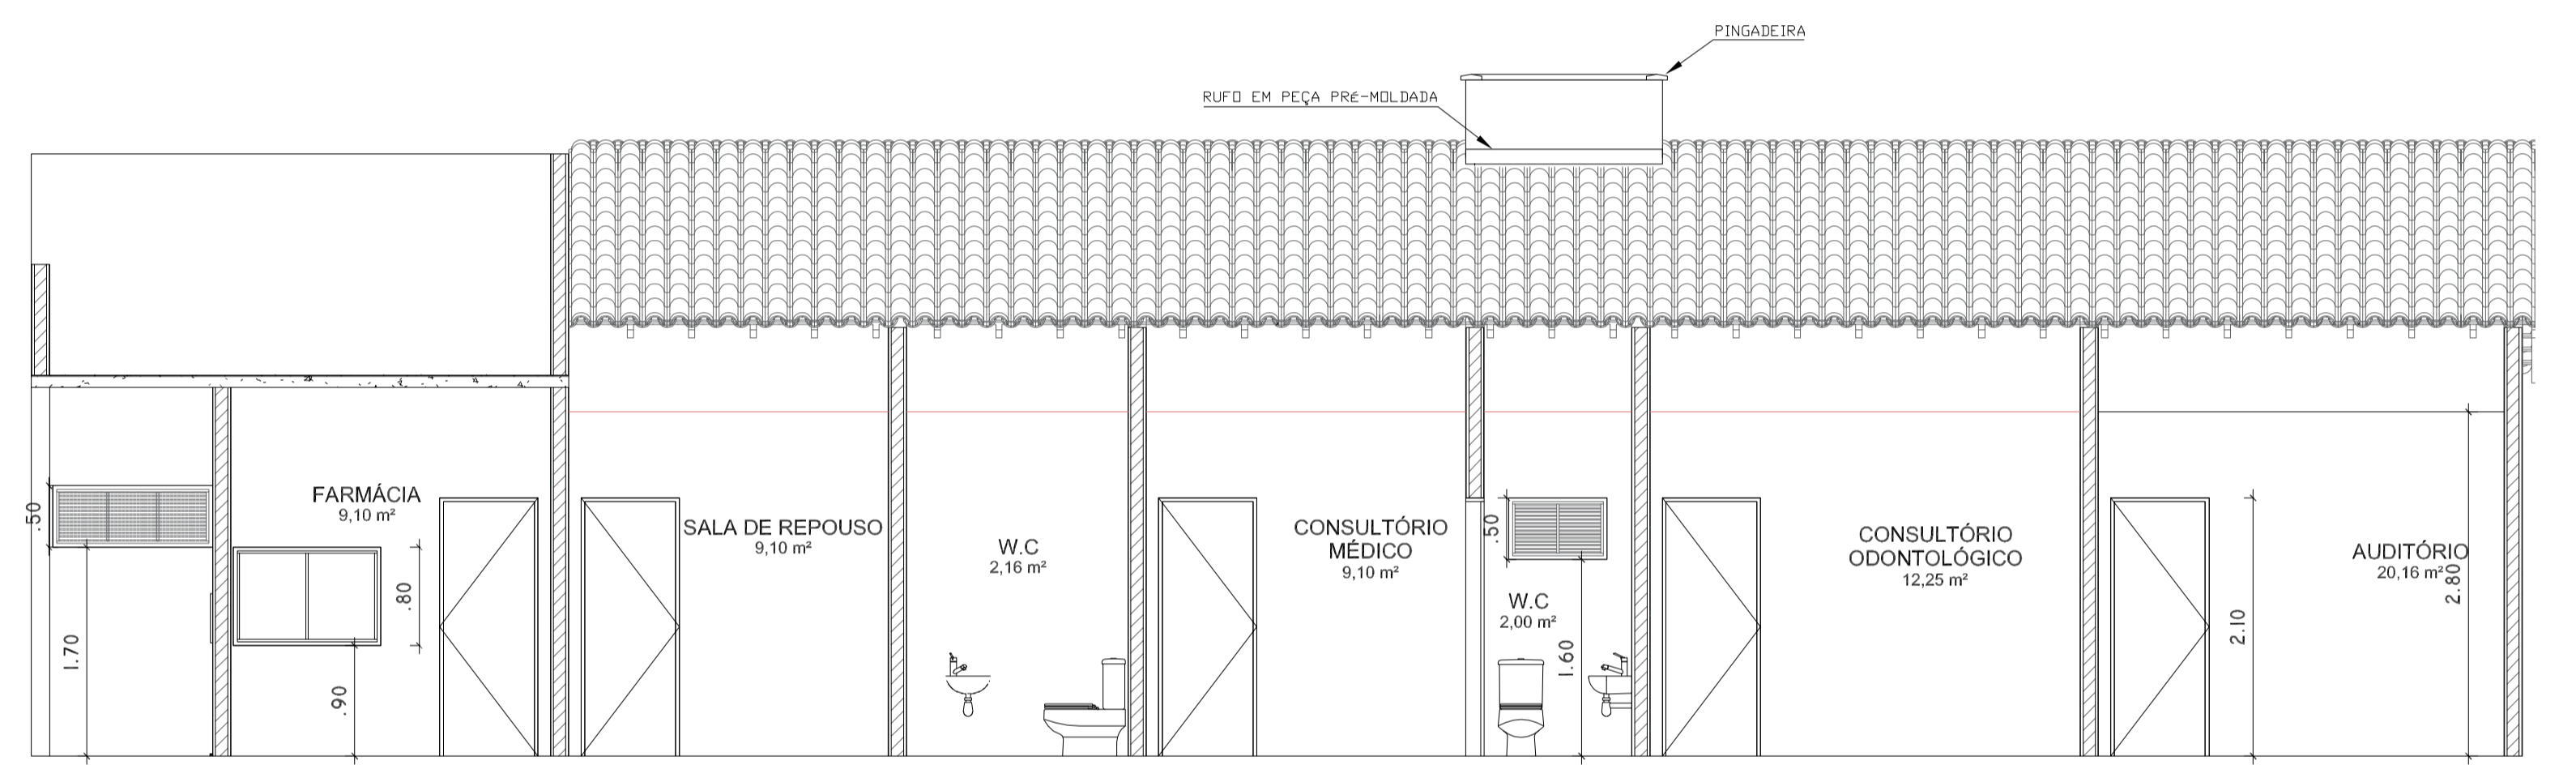 PINGADEIRA
RUFO EM PEÇA PRé-MOLDADA
.50
1.70
FARMÁCIA
9,10 m²
.80
.90
SALA DE REPOUSO
9,10 m²
W.C
2,16 m²
CONSULTÓRIO
MÉDICO
9,10 m²
.50
W.C
2,00 m²
1.60
CONSULTÓRIO
ODONTOLÓGICO
12,25 m²
2.10
AUDITÓRIO
20,16 m²
2.80